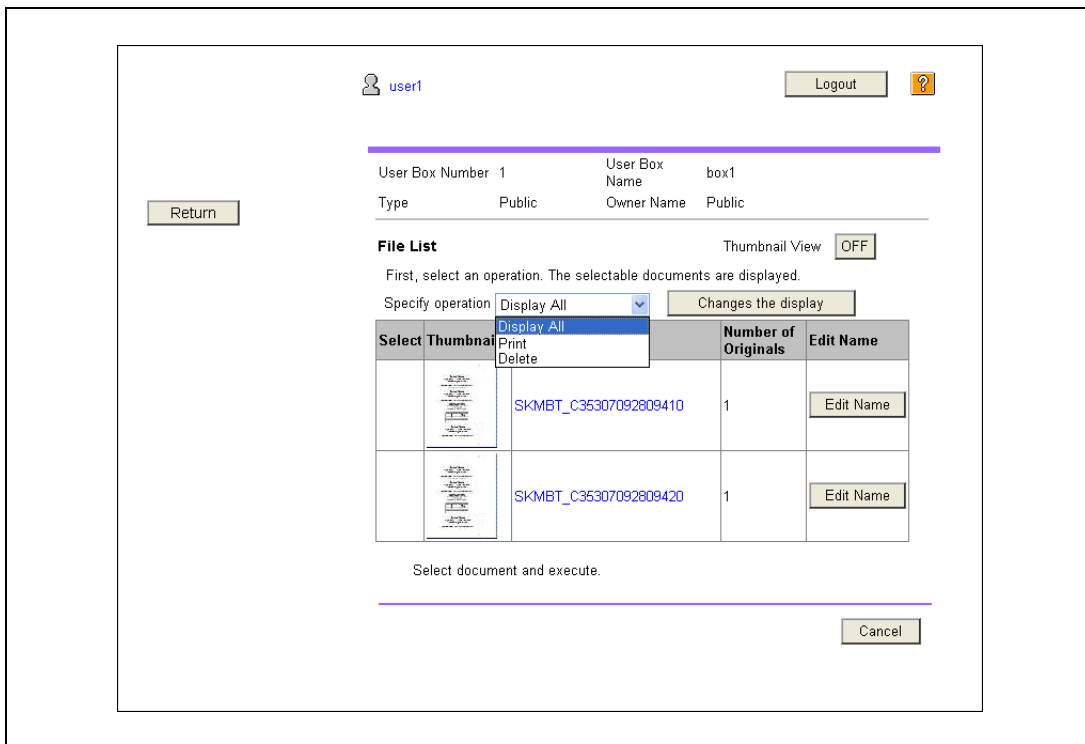 user1
Logout
?
User Box Number 1 User Box Name box1
Type Public Owner Name Public
Return
File List Thumbnail View OFF
First, select an operation. The selectable documents are displayed.
Specify operation Display All Changes the display
Display All
Print
Delete
Select Number of Originals Edit Name
SKMBT_C35307092809410 1 Edit Name
SKMBT_C35307092809420 1 Edit Name
Select document and execute.
Cancel